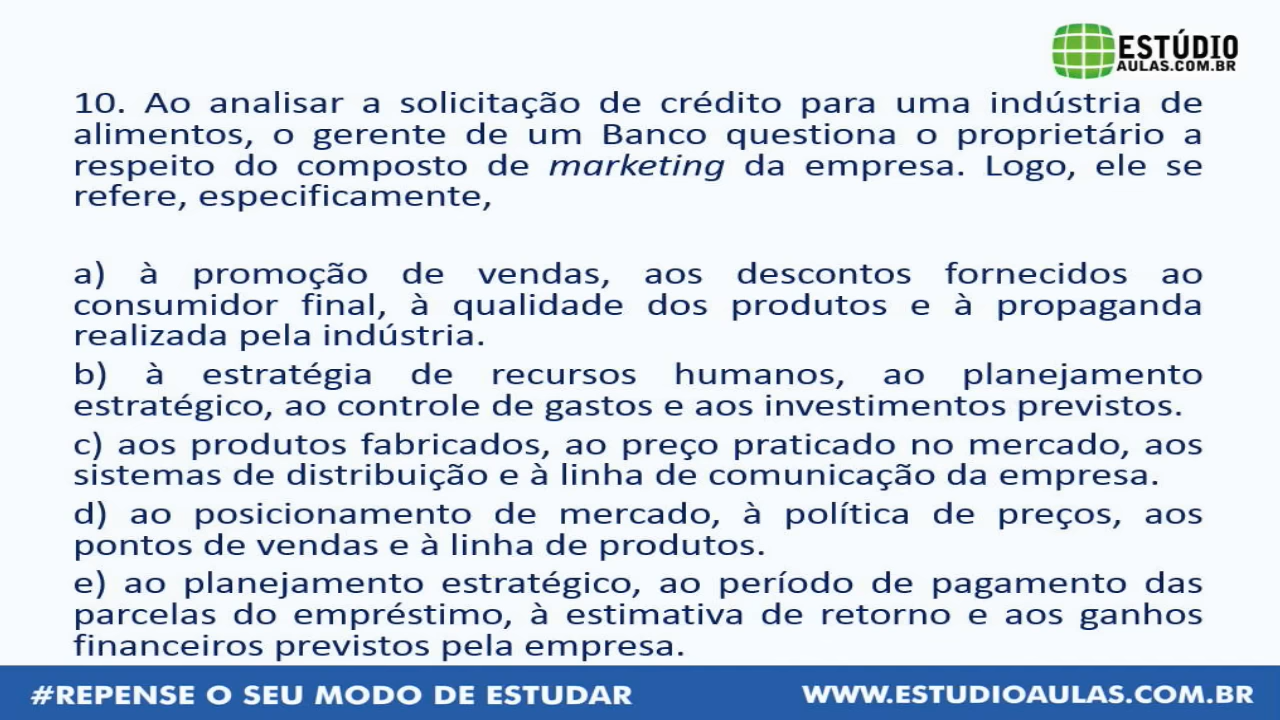 ESTÚDIO
AULAS.COM.BR
10. Ao analisar a solicitação de crédito para uma indústria de
alimentos, o gerente de um Banco questiona o proprietário a
respeito do composto de marketing da empresa. Logo, ele se
refere, especificamente,
a) à promoção de vendas, aos descontos fornecidos ao
consumidor final, à qualidade dos produtos e à propaganda
realizada pela indústria.
b) à estratégia de recursos humanos, ao planejamento
estratégico, ao controle de gastos e aos investimentos previstos.
c) aos produtos fabricados, ao preço praticado no mercado, aos
sistemas de distribuição e à linha de comunicação da empresa.
d) ao posicionamento de mercado, à política de preços, aos
pontos de vendas e à linha de produtos.
e) ao planejamento estratégico, ao período de pagamento das
parcelas do empréstimo, à estimativa de retorno e aos ganhos
financeiros previstos pela empresa.
#REPENSE O SEU MODO DE ESTUDAR
WWW.ESTUDIOAULAS.COM.BR